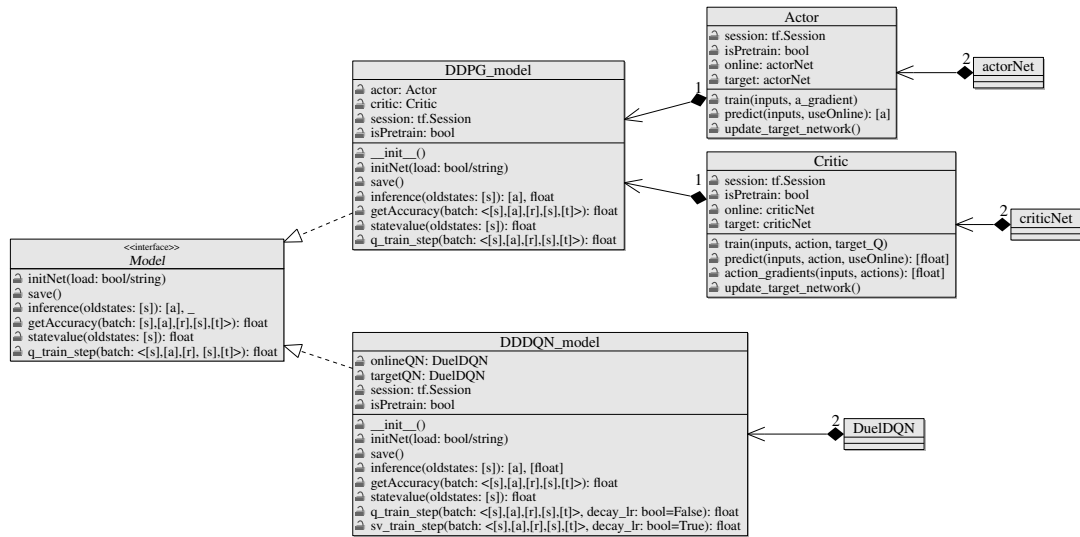 <<interface>>
Model
initNet(load: bool/string)
save()
inference(oldstates: [s]): [a], _
getAccuracy(batch: [s],[a],[r],[s],[t]>): float
statevalue(oldstates: [s]): float
q_train_step(batch: <[s],[a],[r], [s],[t]>): float
DDPG_model
actor: Actor
critic: Critic
session: tf.Session
isPretrain: bool
__init__()
initNet(load: bool/string)
save()
inference(oldstates: [s]): [a], float
getAccuracy(batch: <[s],[a],[r],[s],[t]>): float
statevalue(oldstates: [s]): float
q_train_step(batch: <[s],[a],[r],[s],[t]>): float
1
1
Actor
session: tf.Session
isPretrain: bool
online: actorNet
target: actorNet
train(inputs, a_gradient)
predict(inputs, useOnline): [a]
update_target_network()
2
actorNet
Critic
session: tf.Session
isPretrain: bool
online: criticNet
target: criticNet
train(inputs, action, target_Q)
predict(inputs, action, useOnline): [float]
action_gradients(inputs, actions): [float]
update_target_network()
2
criticNet
DDDQN_model
onlineQN: DuelDQN
targetQN: DuelDQN
session: tf.Session
isPretrain: bool
__init__()
initNet(load: bool/string)
save()
inference(oldstates: [s]): [a], [float]
getAccuracy(batch: <[s],[a],[r],[s],[t]>): float
statevalue(oldstates: [s]): float
q_train_step(batch: <[s],[a],[r],[s],[t]>, decay_lr: bool=False): float
sv_train_step(batch: <[s],[a],[r],[s],[t]>, decay_lr: bool=True): float
2
DuelDQN